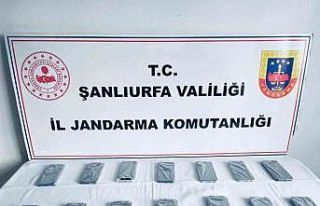 T.C.
ŞANLIURFA VALİLİĞİ
İL JANDARMA KOMUTANLIĞI